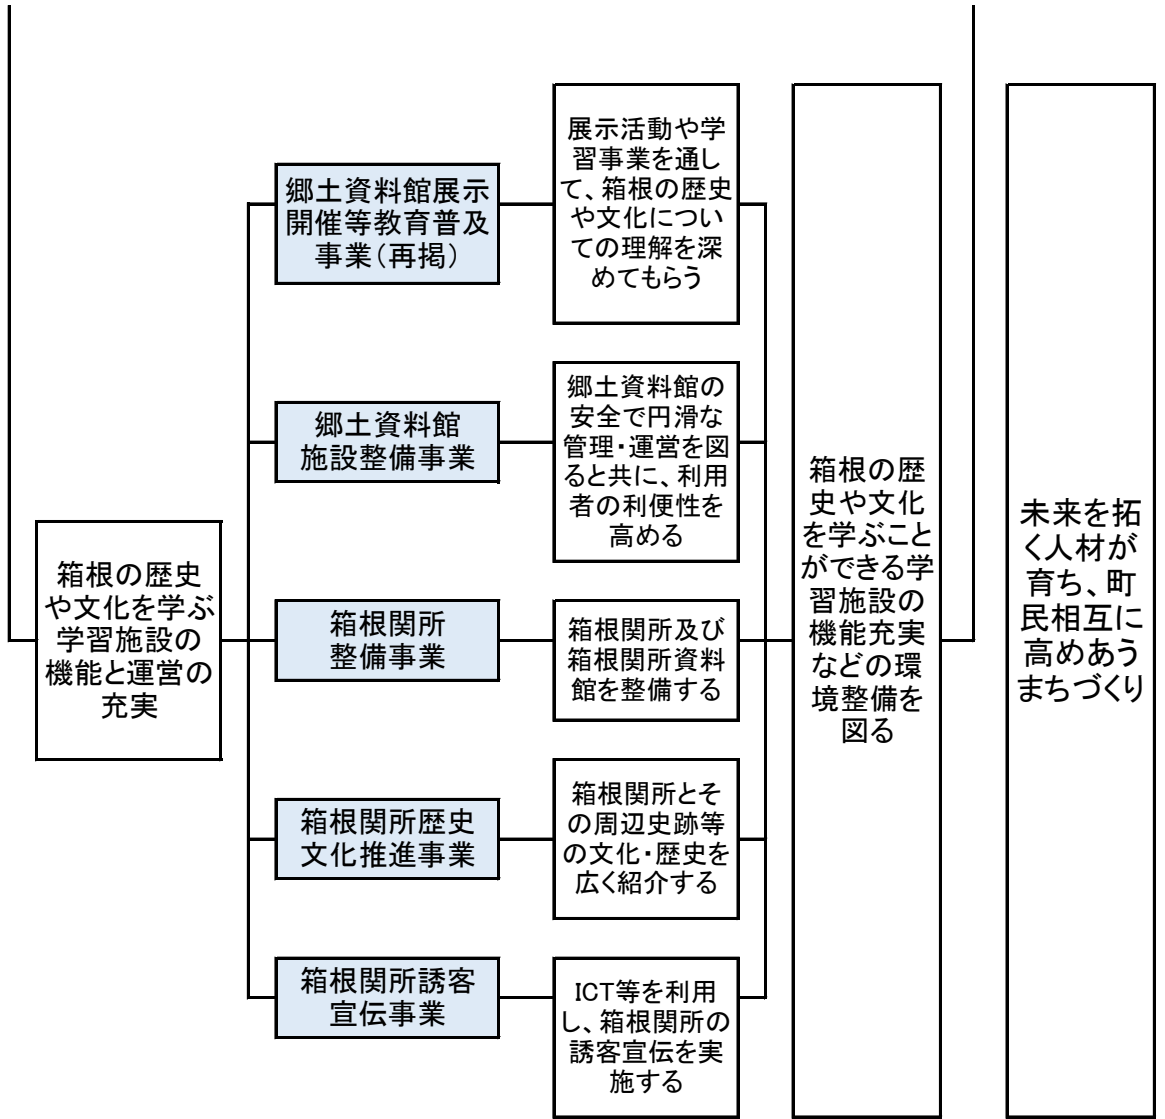 箱根の歴史
や文化を学ぶ
学習施設の
機能と運営の
充実
郷土資料館展示
開催等教育普及
事業(再掲)
展示活動や学
習事業を通し
て、箱根の歴史
や文化につい
ての理解を深
めてもらう
郷土資料館
施設整備事業
郷土資料館の
安全で円滑な
管理・運営を図
ると共に、利用
者の利便性を
高める
箱根関所
整備事業
箱根関所及び
箱根関所資料
館を整備する
箱根関所歴史
文化推進事業
箱根関所とそ
の周辺史跡等
の文化・歴史を
広く紹介する
箱根関所誘客
宣伝事業
ICT等を利用
し、箱根関所の
誘客宣伝を実
施する
箱根の歴
史や文化
を学ぶこと
ができる学
習施設の
機能充実
などの環
境整備を
図る
未来を拓
く人材が
育ち、町
民相互に
高めあう
まちづくり